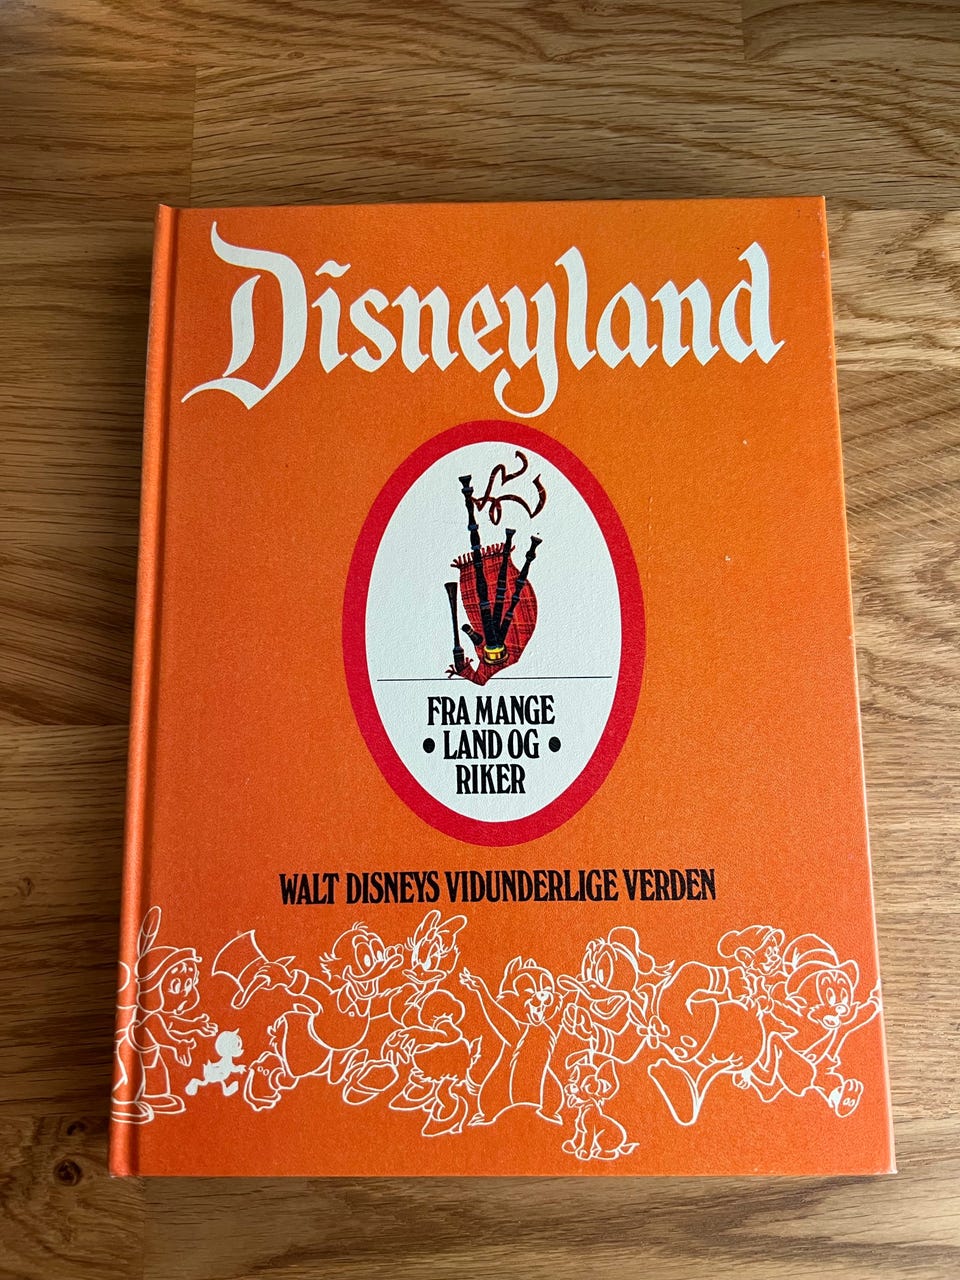 Disneyland
FRA MANGE
• LAND OG •
RIKER
WALT DISNEYS VIDUNDERLIGE VERDEN